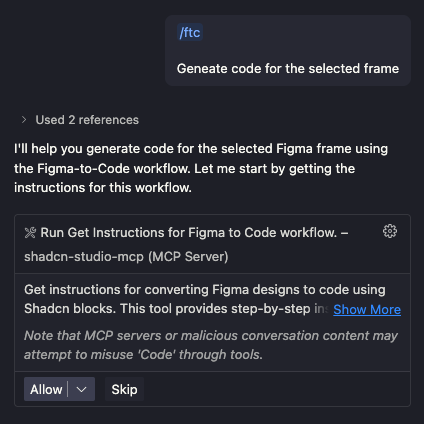 /ftc
Geneate code for the selected frame
Used 2 references
I'll help you generate code for the selected Figma frame using
the Figma-to-Code workflow. Let me start by getting the
instructions for this workflow.
Run Get Instructions for Figma to Code workflow. –
shadcn-studio-mcp (MCP Server)
Get instructions for converting Figma designs to code using
Shadcn blocks. This tool provides step-by-step Show More
Note that MCP servers or malicious conversation content may
attempt to misuse 'Code' through tools.
Allow Skip